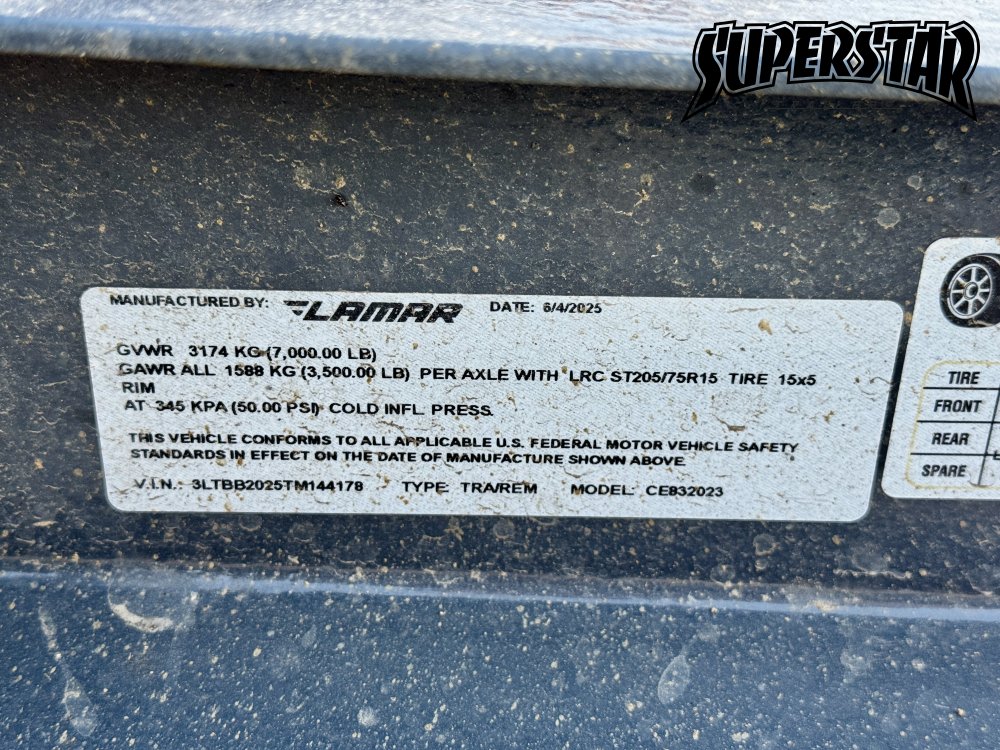 SUPERSTAR
MANUFACTURED BY: LAMAR DATE: 6/4/2025
GVWR 3174 KG (7,000.00 LB)
GAWR ALL 1588 KG (3,500.00 LB) PER AXLE WITH LRC ST205/75R15 TIRE 15x5
RIM
AT 345 KPA (50.00 PSI) COLD INFL. PRESS.
THIS VEHICLE CONFORMS TO ALL APPLICABLE U.S. FEDERAL MOTOR VEHICLE SAFETY
STANDARDS IN EFFECT ON THE DATE OF MANUFACTURE SHOWN ABOVE
V.I.N.: 3LTBB2025TM144178 TYPE: TRA/REM MODEL: CE832023
TIRE
FRONT
REAR
SPARE